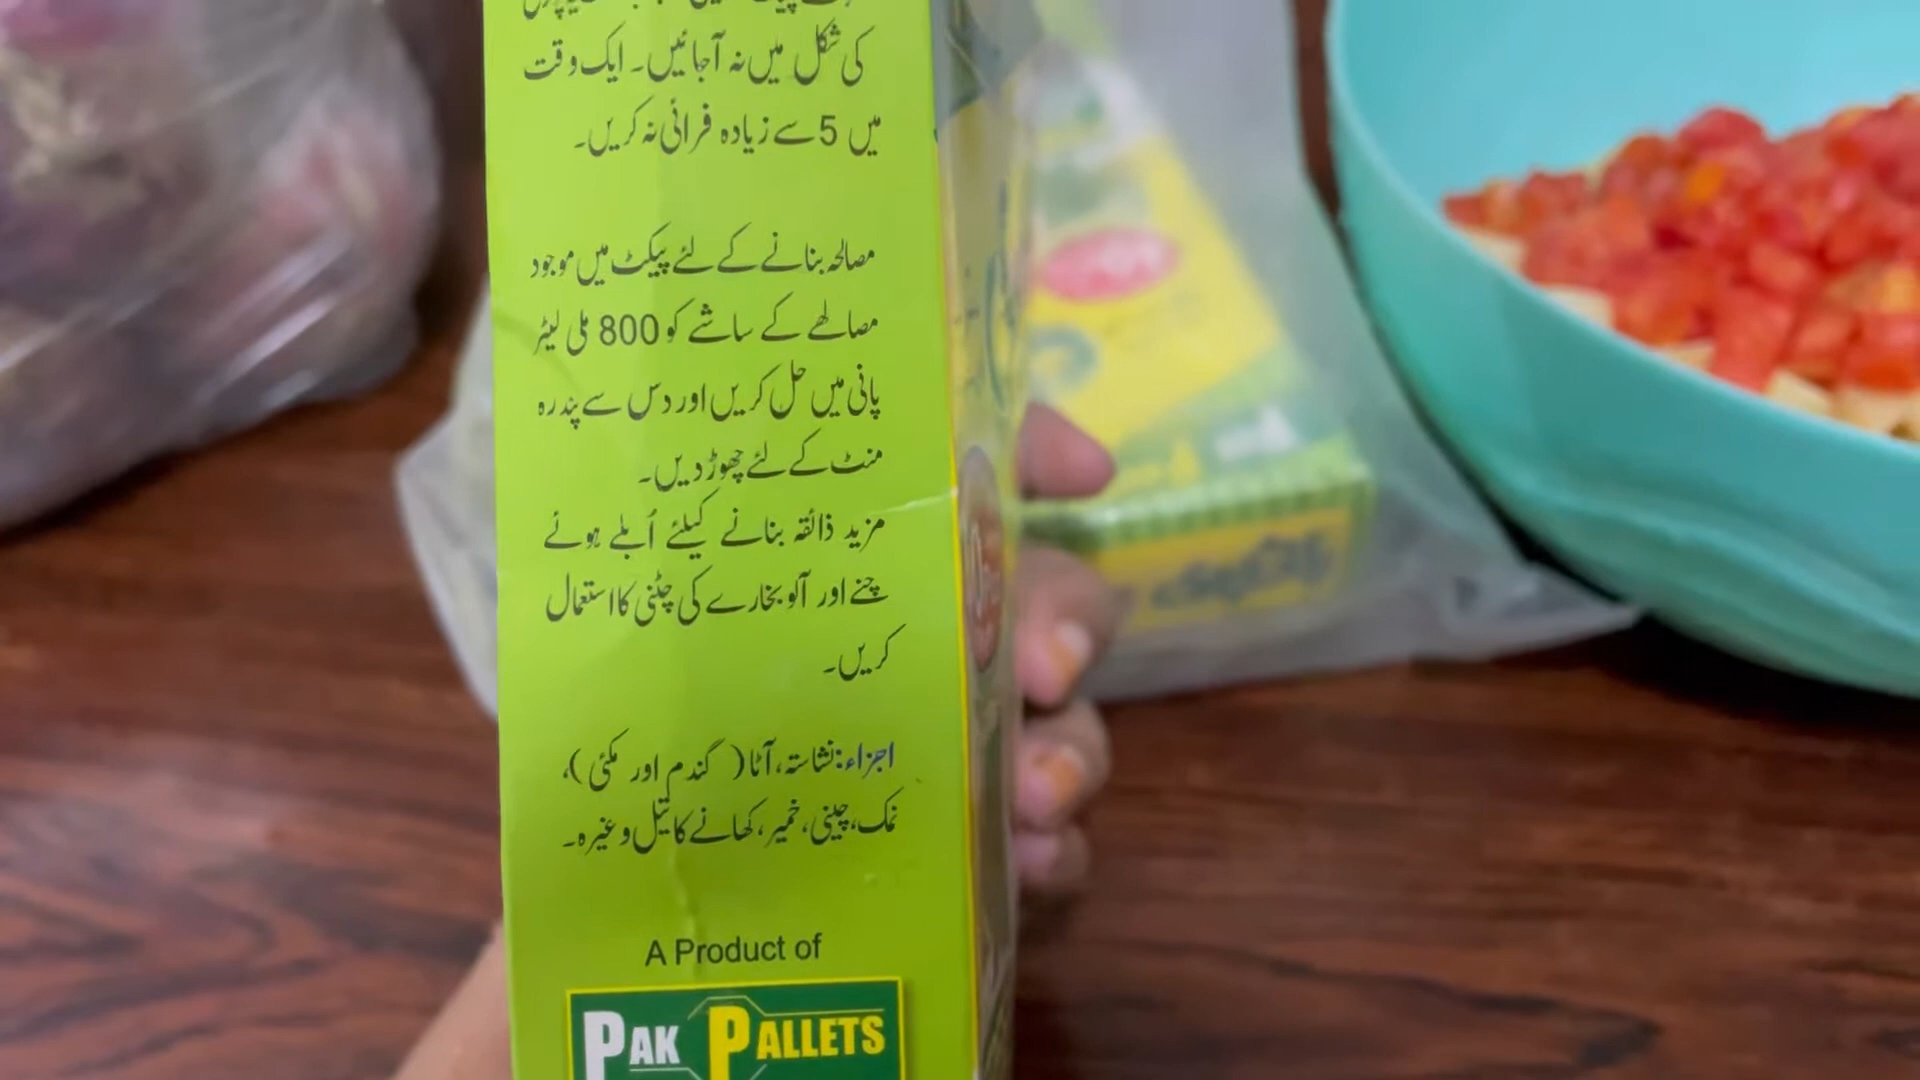 کی شکل میں نہ آجائیں۔ ایک وقت
میں 5 سے زیادہ فرائی نہ کریں۔
مصالحہ بنانے کے لئے پیکٹ میں موجود
مصالحے کے ساشے کو 800 ملی لیٹر
پانی میں حل کریں اور دس سے پندرہ
منٹ کے لئے چھوڑ دیں۔
مزید ذائقہ بنانے کیلئے اُبلے ہوئے
چنے اور آلو بخارے کی چٹنی کا استعمال
کریں۔
اجزاء: نشاستہ، آٹا (گندم اور مکئی)،
نمک، چینی، خمیر، کھانے کا تیل وغیرہ۔
A Product of
PAK PALLETS